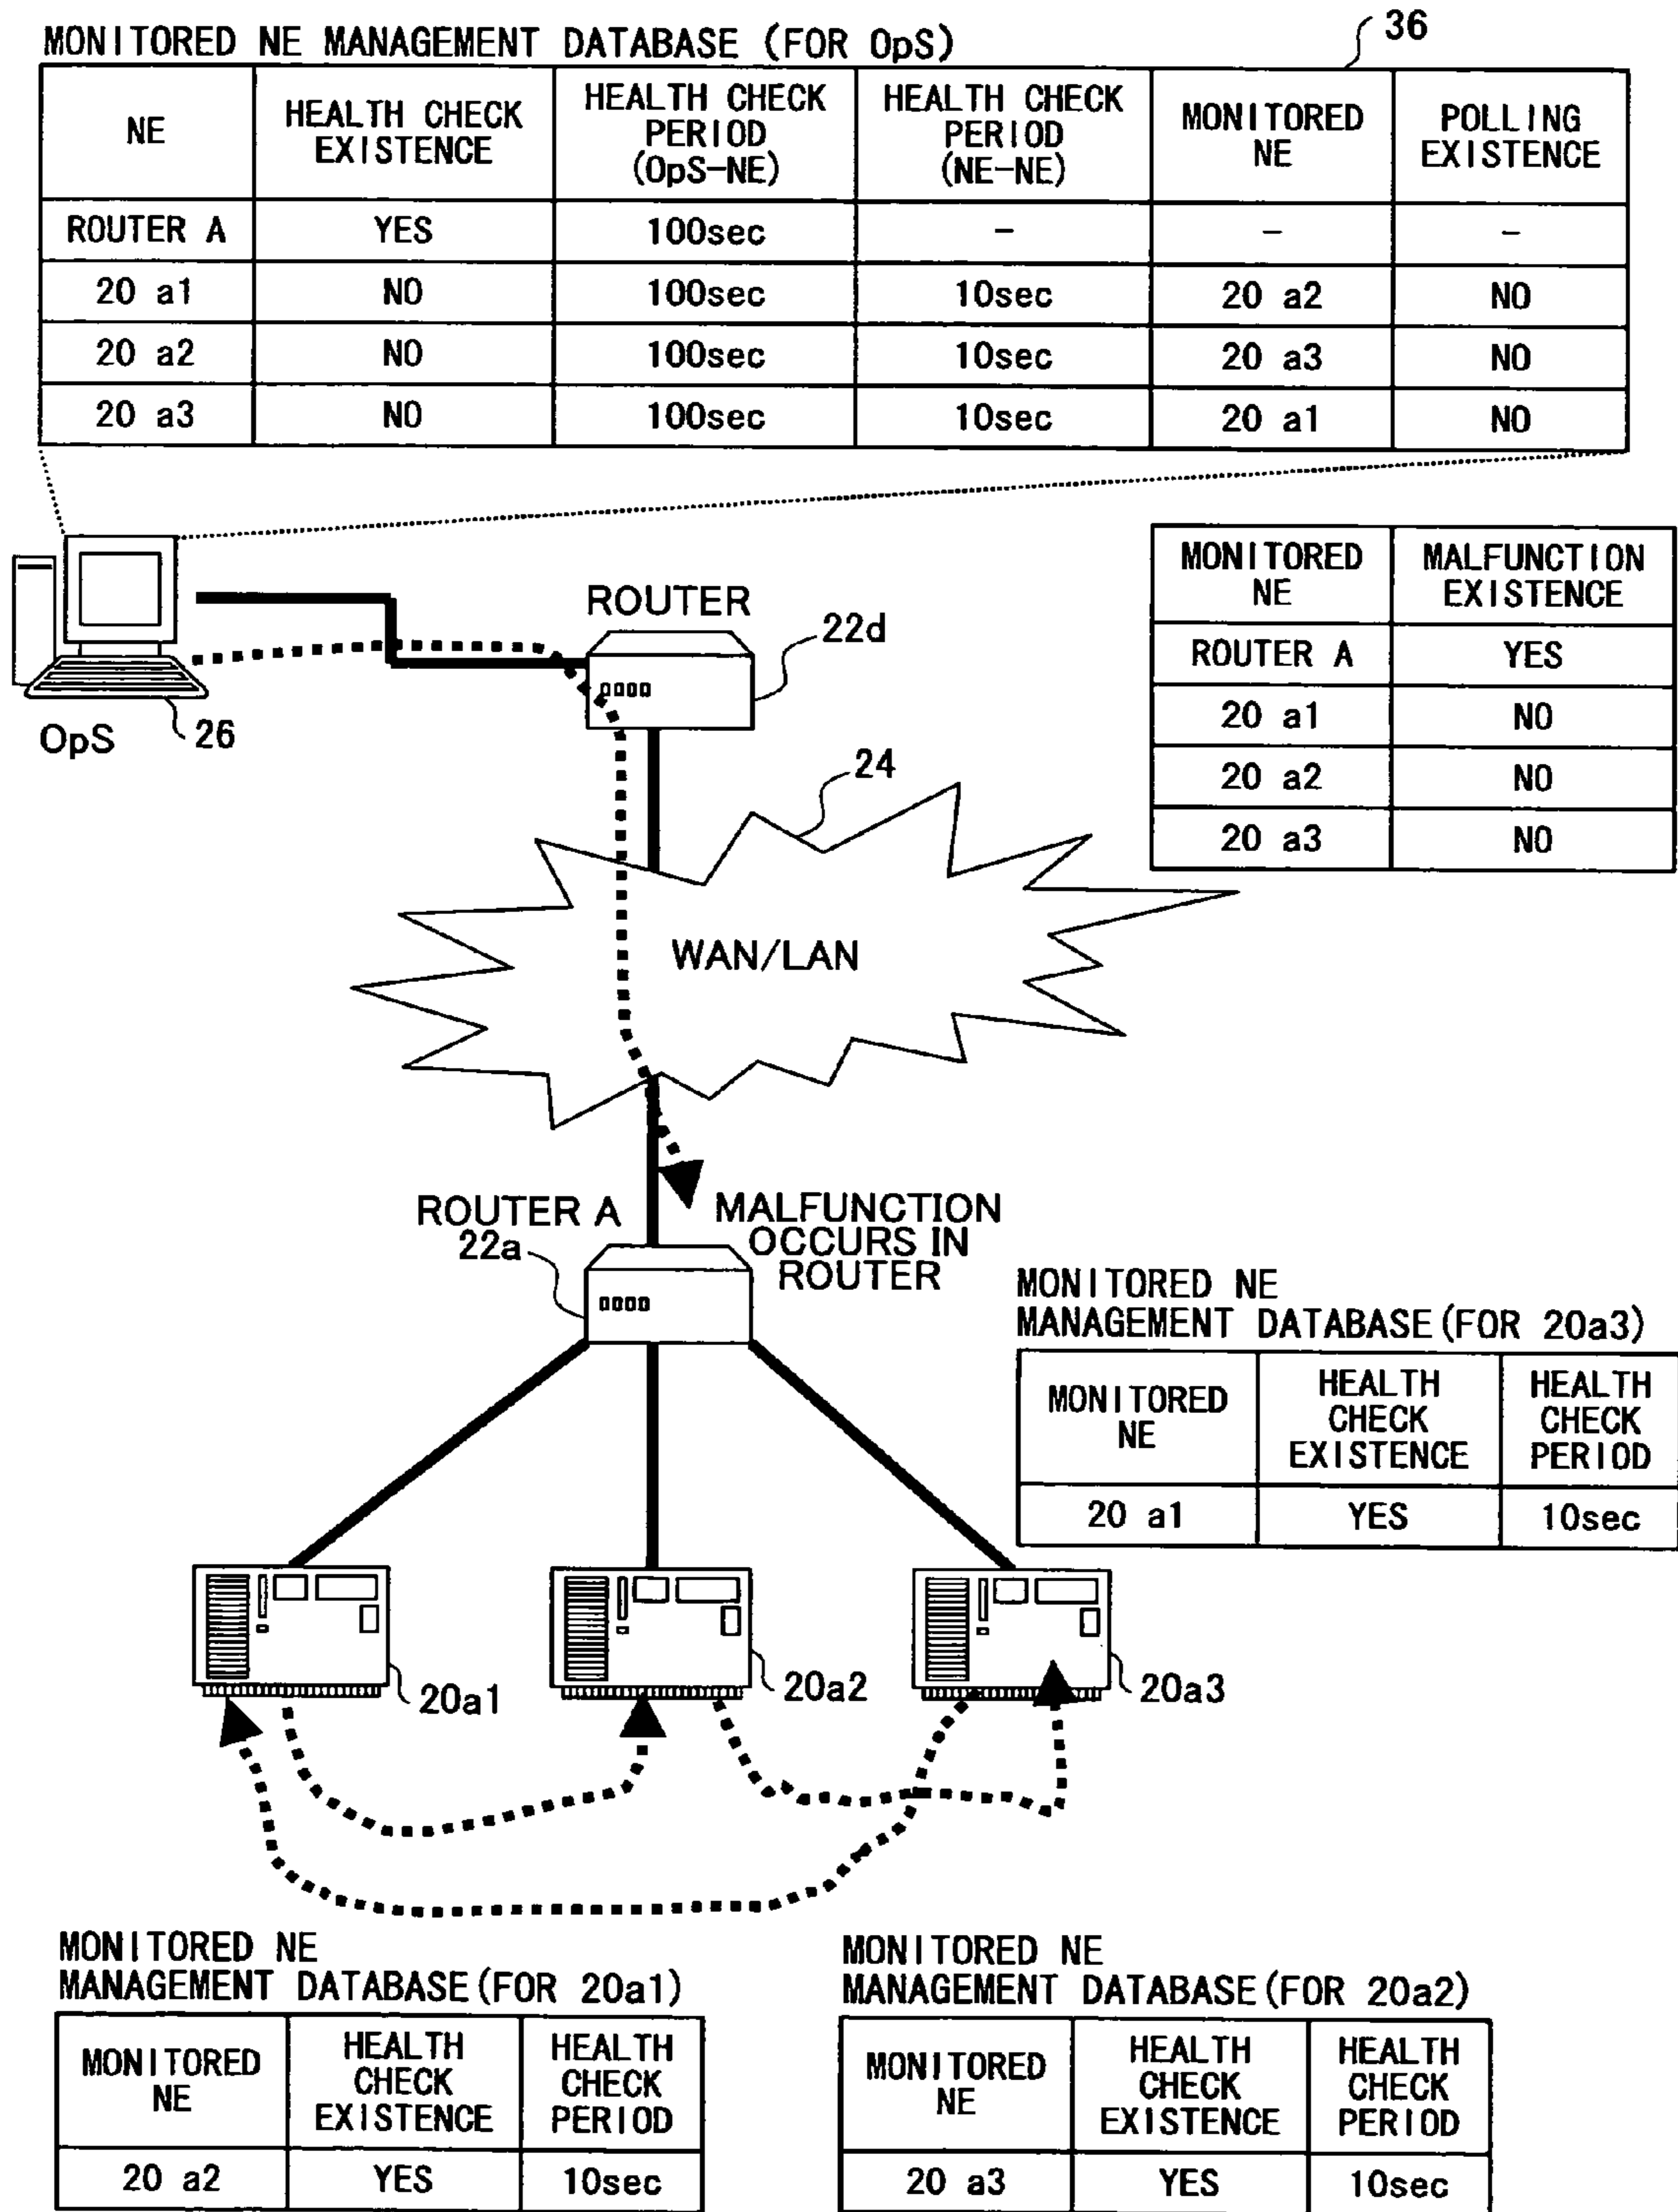 MONITORED NE MANAGEMENT DATABASE (FOR OpS)
36
NE
HEALTH CHECK
EXISTENCE
HEALTH CHECK
PERIOD
(OpS-NE)
HEALTH CHECK
PERIOD
(NE-NE)
MONITORED
NE
POLLING
EXISTENCE
ROUTER A YES 100sec - - -
20 a1 NO 100sec 10sec 20 a2 NO
20 a2 NO 100sec 10sec 20 a3 NO
20 a3 NO 100sec 10sec 20 a1 NO
OpS
26
ROUTER
22d
MONITORED
NE
MALFUNCTION
EXISTENCE
ROUTER A YES
20 a1 NO
20 a2 NO
20 a3 NO
24
WAN/LAN
ROUTER A
22a
MALFUNCTION
OCCURS IN
ROUTER
MONITORED NE
MANAGEMENT DATABASE(FOR 20a3)
MONITORED
NE
HEALTH
CHECK
EXISTENCE
HEALTH
CHECK
PERIOD
20 a1 YES 10sec
20a1
20a2
20a3
MONITORED NE
MANAGEMENT DATABASE(FOR 20a1)
MONITORED
NE
HEALTH
CHECK
EXISTENCE
HEALTH
CHECK
PERIOD
20 a2 YES 10sec
MONITORED NE
MANAGEMENT DATABASE(FOR 20a2)
MONITORED
NE
HEALTH
CHECK
EXISTENCE
HEALTH
CHECK
PERIOD
20 a3 YES 10sec